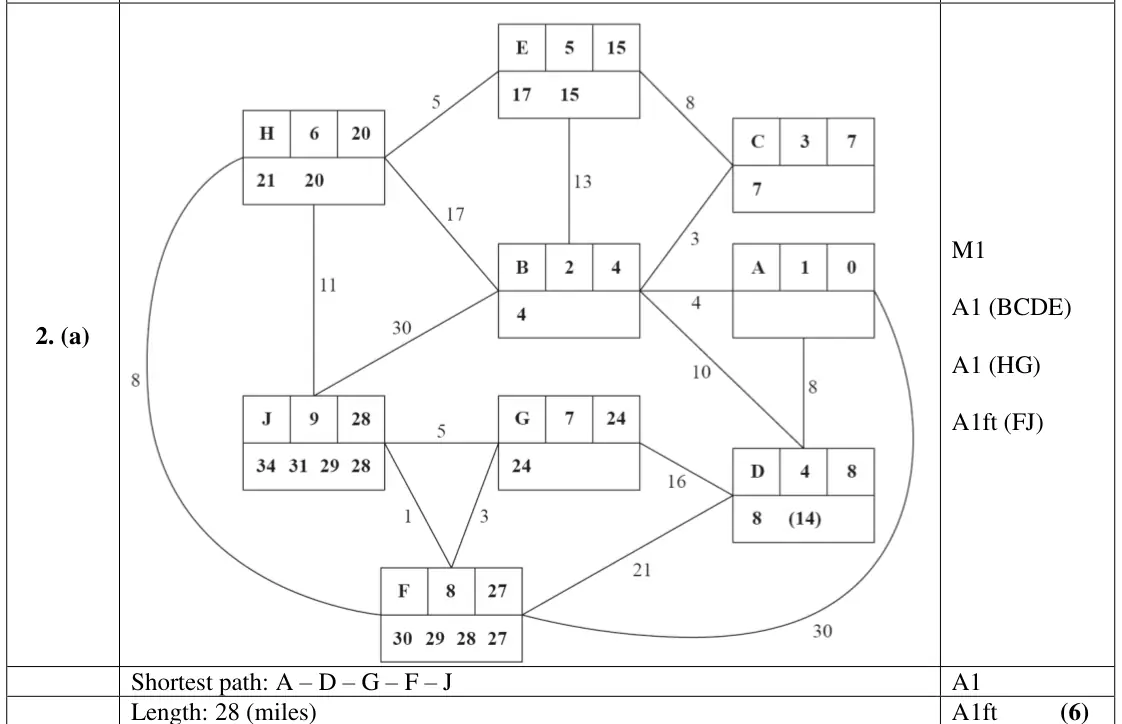 E 5 15
17 15
5
8
H 6 20
C 3 7
21 20
13
7
17
3
B 2 4
A 1 0
M1
11
4
4
A1 (BCDE)
30
2. (a)
10
A1 (HG)
8
8
J 9 28
5
G 7 24
A1ft (FJ)
34 31 29 28
24
16
D 4 8
1
3
8 (14)
21
F 8 27
30
30 29 28 27
Shortest path: A – D – G – F – J A1
Length: 28 (miles) A1ft (6)